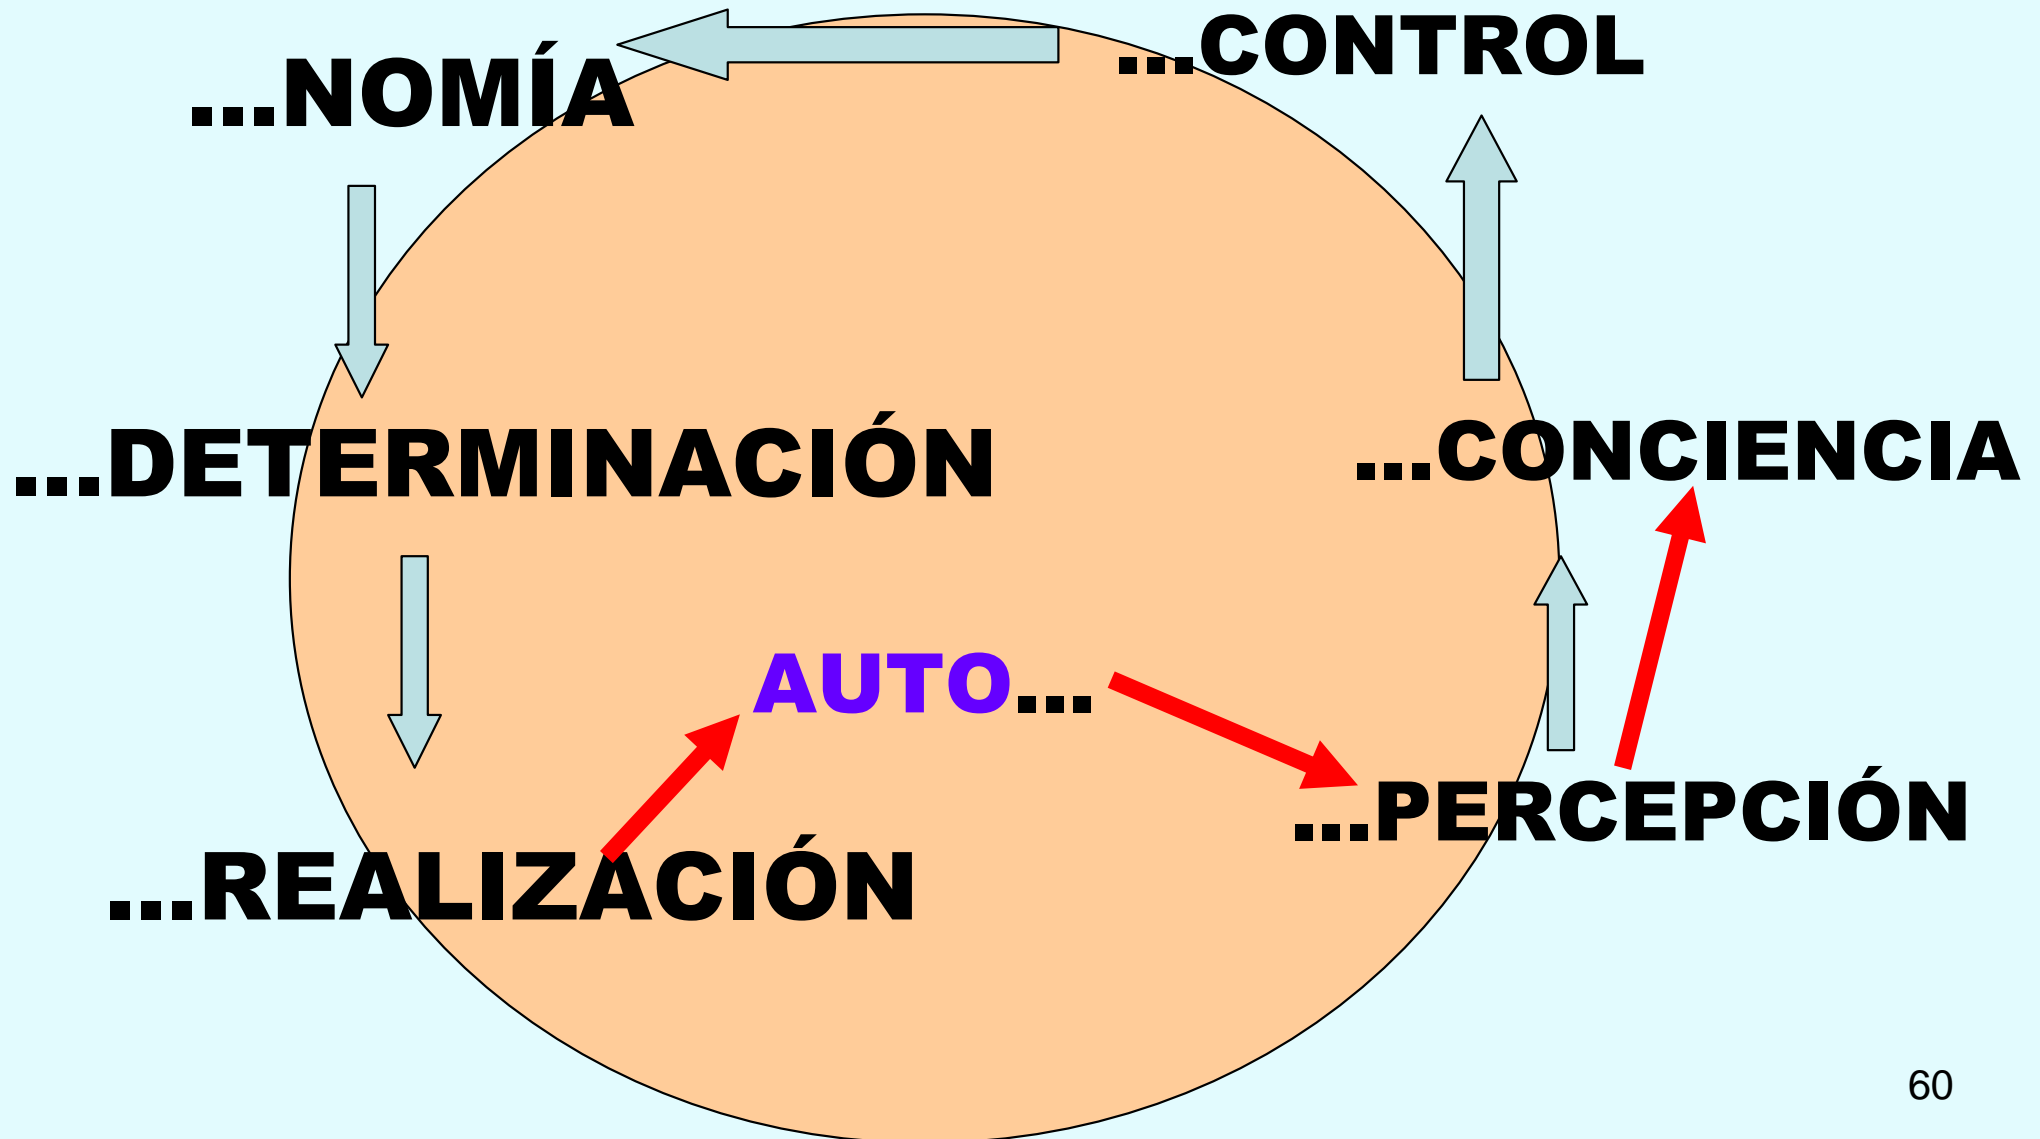 ...CONTROL
...NOMÍA
...DETERMINACIÓN
...CONCIENCIA
AUTO...
...PERCEPCIÓN
...REALIZACIÓN
60